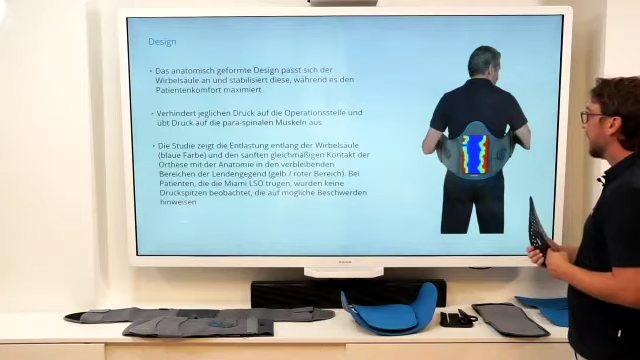 Design
• Das anatomisch geformte Design passt sich der
Wirbelsäule an und stabilisiert diese, während es den
Patientenkomfort maximiert
• Verhindert jeglichen Druck auf die Operationsstelle und
übt Druck auf die para-spinalen Muskeln aus
• Die Studie zeigt die Entlastung entlang der Wirbelsäule
(blaue Farbe) und den sanften gleichmäßigen Kontakt der
Orthese mit der Anatomie in den verbleibenden
Bereichen der Lendengegend (gelb / roter Bereich). Bei
Patienten, die die Miami LSO trugen, wurden keine
Druckspitzen beobachtet, die auf mögliche Beschwerden
hinweisen